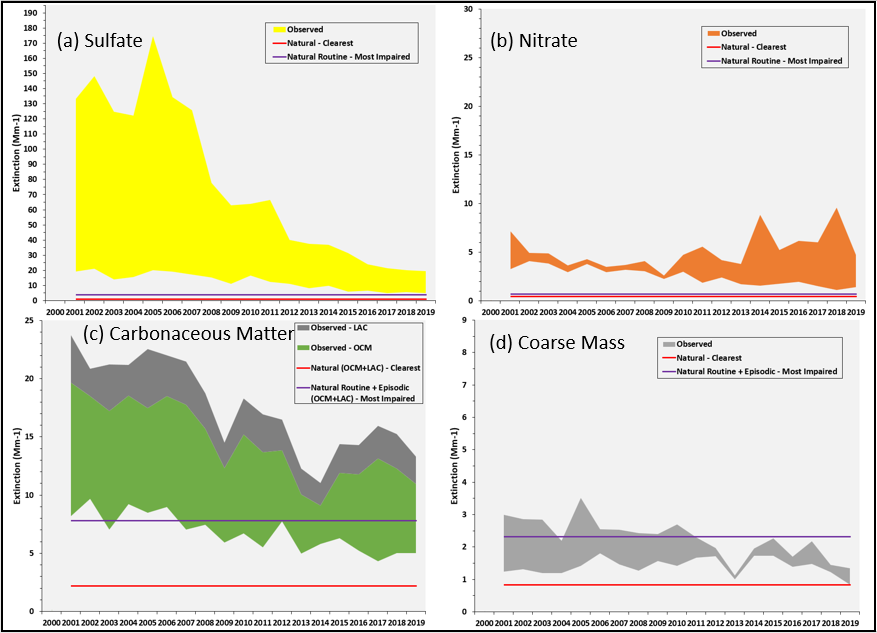 (a) Sulfate
Observed
Natural - Clearest
Natural Routine - Most Impaired
Extinction (Mm-1)
190
180
170
160
150
140
130
120
110
100
90
80
70
60
50
40
30
20
10
0
2000 2001 2002 2003 2004 2005 2006 2007 2008 2009 2010 2011 2012 2013 2014 2015 2016 2017 2018 2019
(b) Nitrate
Observed
Natural - Clearest
Natural Routine - Most Impaired
Extinction (Mm-1)
30
25
20
15
10
5
0
2000 2001 2002 2003 2004 2005 2006 2007 2008 2009 2010 2011 2012 2013 2014 2015 2016 2017 2018 2019
(c) Carbonaceous Matter
Observed - LAC
Observed - OCM
Natural (OCM+LAC) - Clearest
Natural Routine + Episodic
(OCM+LAC) - Most Impaired
Extinction (Mm-1)
25
20
15
10
5
0
2000 2001 2002 2003 2004 2005 2006 2007 2008 2009 2010 2011 2012 2013 2014 2015 2016 2017 2018 2019
(d) Coarse Mass
Observed
Natural - Clearest
Natural Routine + Episodic - Most Impaired
Extinction (Mm-1)
9
8
7
6
5
4
3
2
1
0
2000 2001 2002 2003 2004 2005 2006 2007 2008 2009 2010 2011 2012 2013 2014 2015 2016 2017 2018 2019